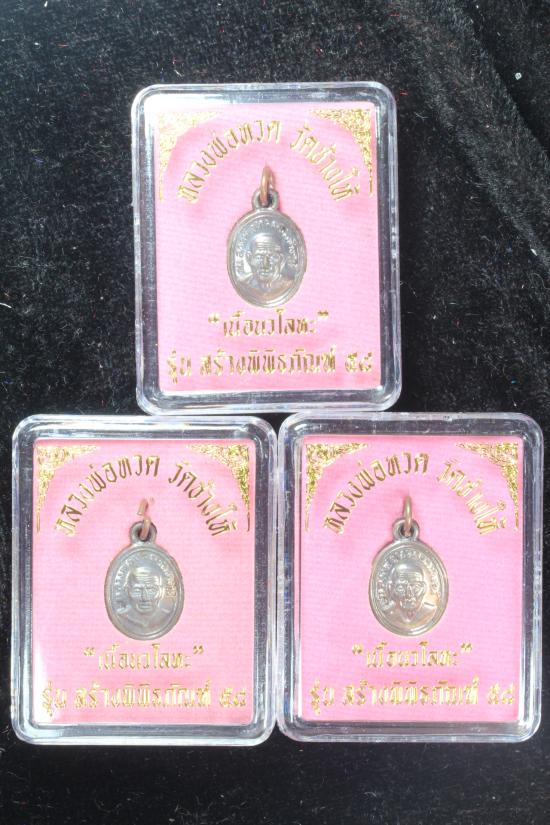 หลวงพ่อทวด วัดช้างให้
"เนื้อนวโลหะ"
รุ่น สร้างพิพิธภัณฑ์ ๕๔
หลวงพ่อทวด วัดช้างให้
"เนื้อนวโลหะ"
รุ่น สร้างพิพิธภัณฑ์ ๕๔
หลวงพ่อทวด วัดช้างให้
"เนื้อนวโลหะ"
รุ่น สร้างพิพิธภัณฑ์ ๕๔